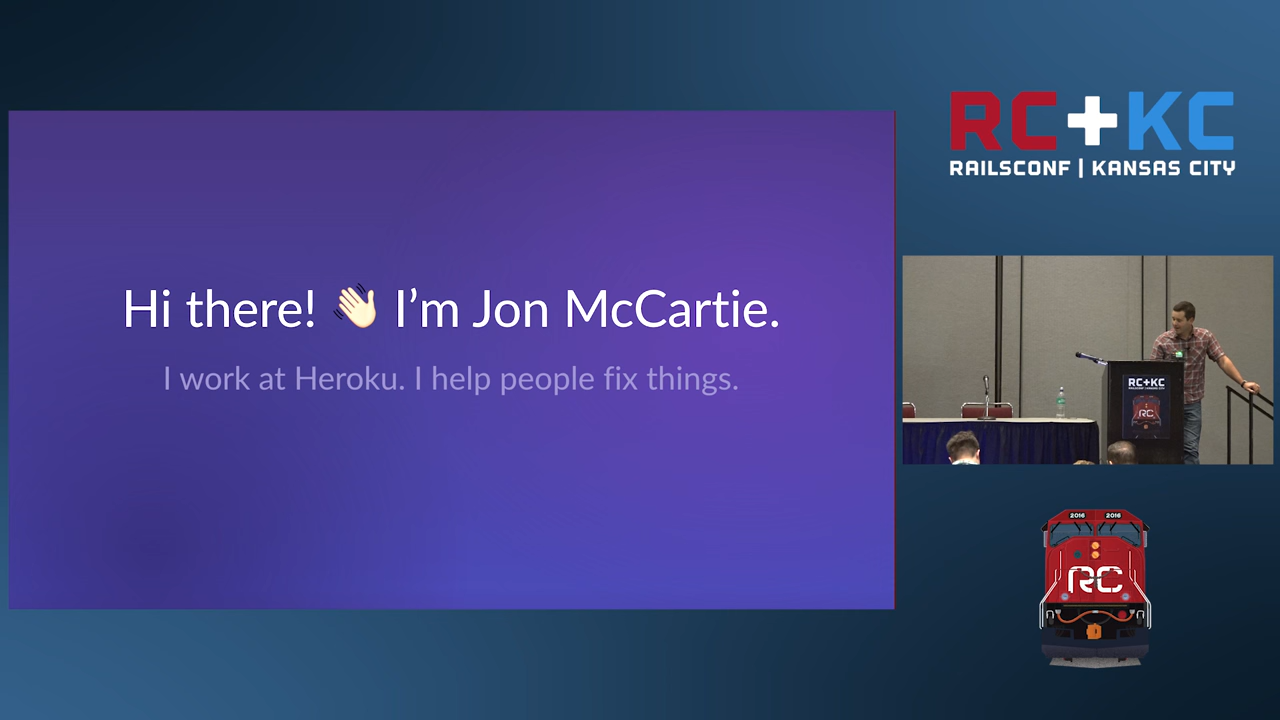 Hi there! 👋🏻 I’m Jon McCartie.
I work at Heroku. I help people fix things.
RC+KC
RAILSCONF | KANSAS CITY
RC+KC
RC
2016 2016
RC